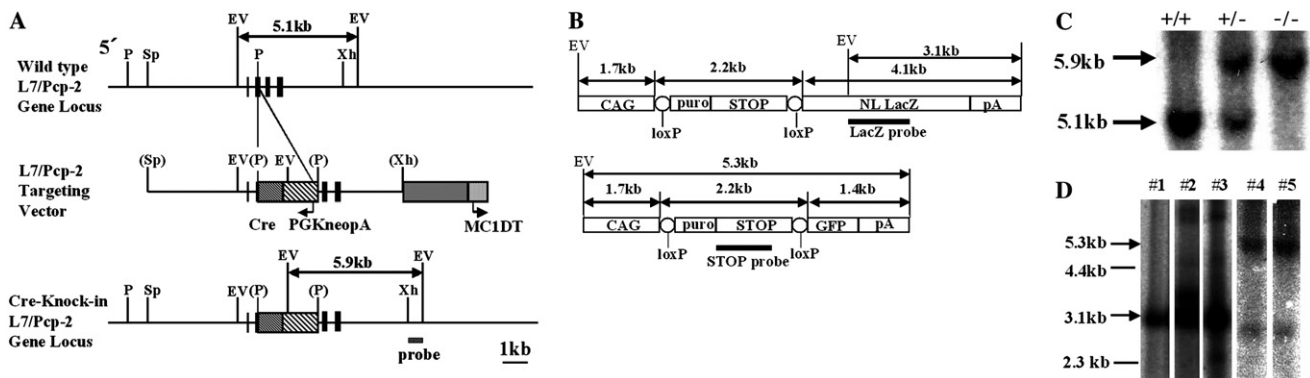 A
5´
EV
EV
5.1kb
P
Sp
P
Xh
Wild type
L7/Pcp-2
Gene Locus
(Sp)
EV
(P)
EV
(P)
(Xh)
L7/Pcp-2
Targeting
Vector
Cre
PGKneopA
MC1DT
EV
EV
5.9kb
P
Sp
EV
(P)
(P)
Xh
Cre-Knock-in
L7/Pcp-2
Gene Locus
probe
1kb
B
EV
EV
3.1kb
1.7kb
2.2kb
4.1kb
CAG
puro
STOP
NL LacZ
pA
loxP
loxP
LacZ probe
EV
5.3kb
1.7kb
2.2kb
1.4kb
CAG
puro
STOP
GFP
pA
loxP
loxP
STOP probe
C
+/+
+/-
-/-
5.9kb
5.1kb
D
#1
#2
#3
#4
#5
5.3kb
4.4kb
3.1kb
2.3 kb